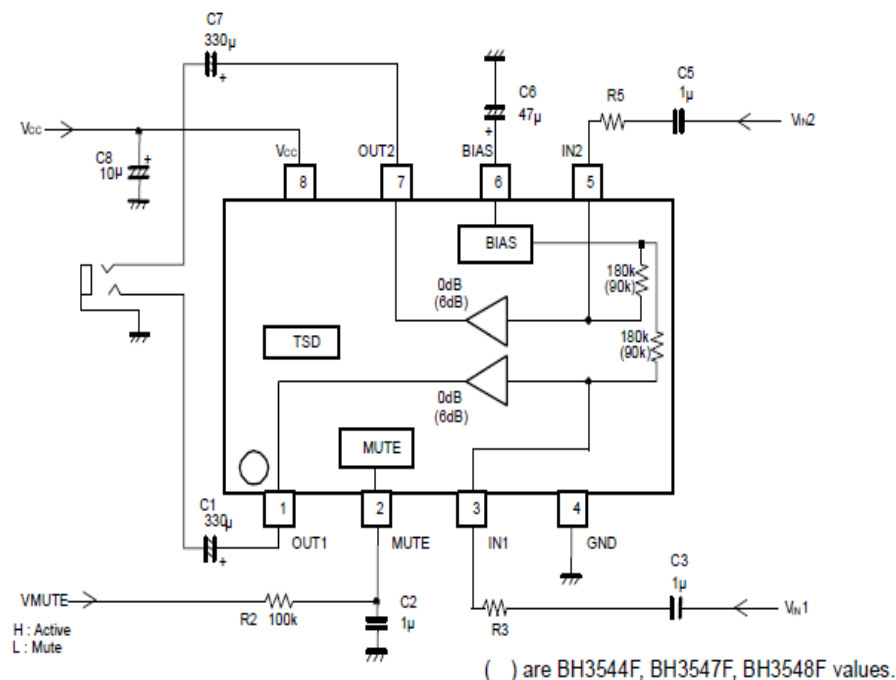 C7
330μ
C6
47μ
C5
1μ
R5
Vcc
VIN2
C8
10μ
Vcc
OUT2
BIAS
IN2
8
7
6
5
BIAS
180k
(90k)
0dB
(6dB)
180k
(90k)
TSD
0dB
(6dB)
MUTE
C1
330μ
1
2
3
4
OUT1
MUTE
IN1
GND
C3
1μ
VMUTE
R2 100k
C2
1μ
R3
VIN1
H : Active
L : Mute
( ) are BH3544F, BH3547F, BH3548F values.